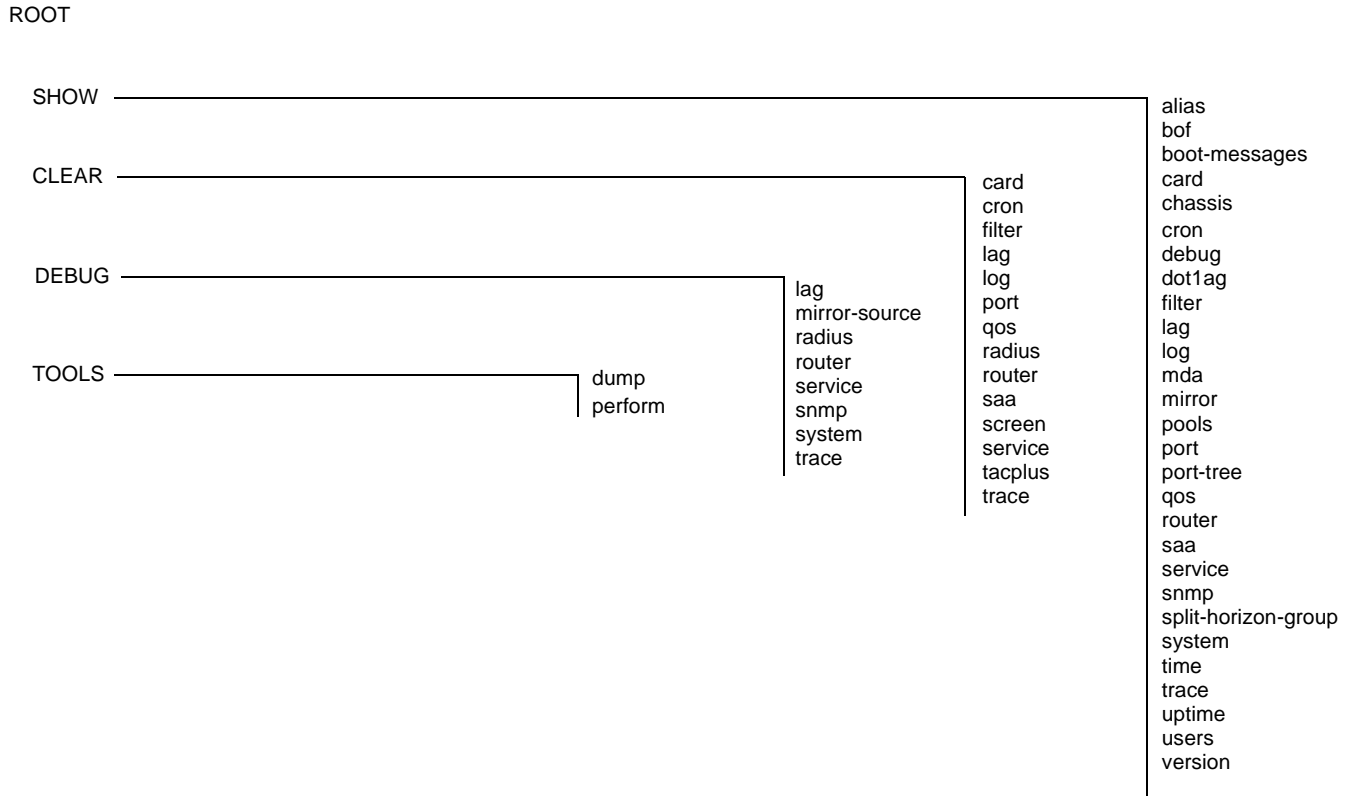 ROOT
SHOW
alias
bof
boot-messages
card
chassis
cron
debug
dot1ag
filter
lag
log
mda
mirror
pools
port
port-tree
qos
router
saa
service
snmp
split-horizon-group
system
time
trace
uptime
users
version
CLEAR
card
cron
filter
lag
log
port
qos
radius
router
saa
screen
service
tacplus
trace
DEBUG
lag
mirror-source
radius
router
service
snmp
system
trace
TOOLS
dump
perform